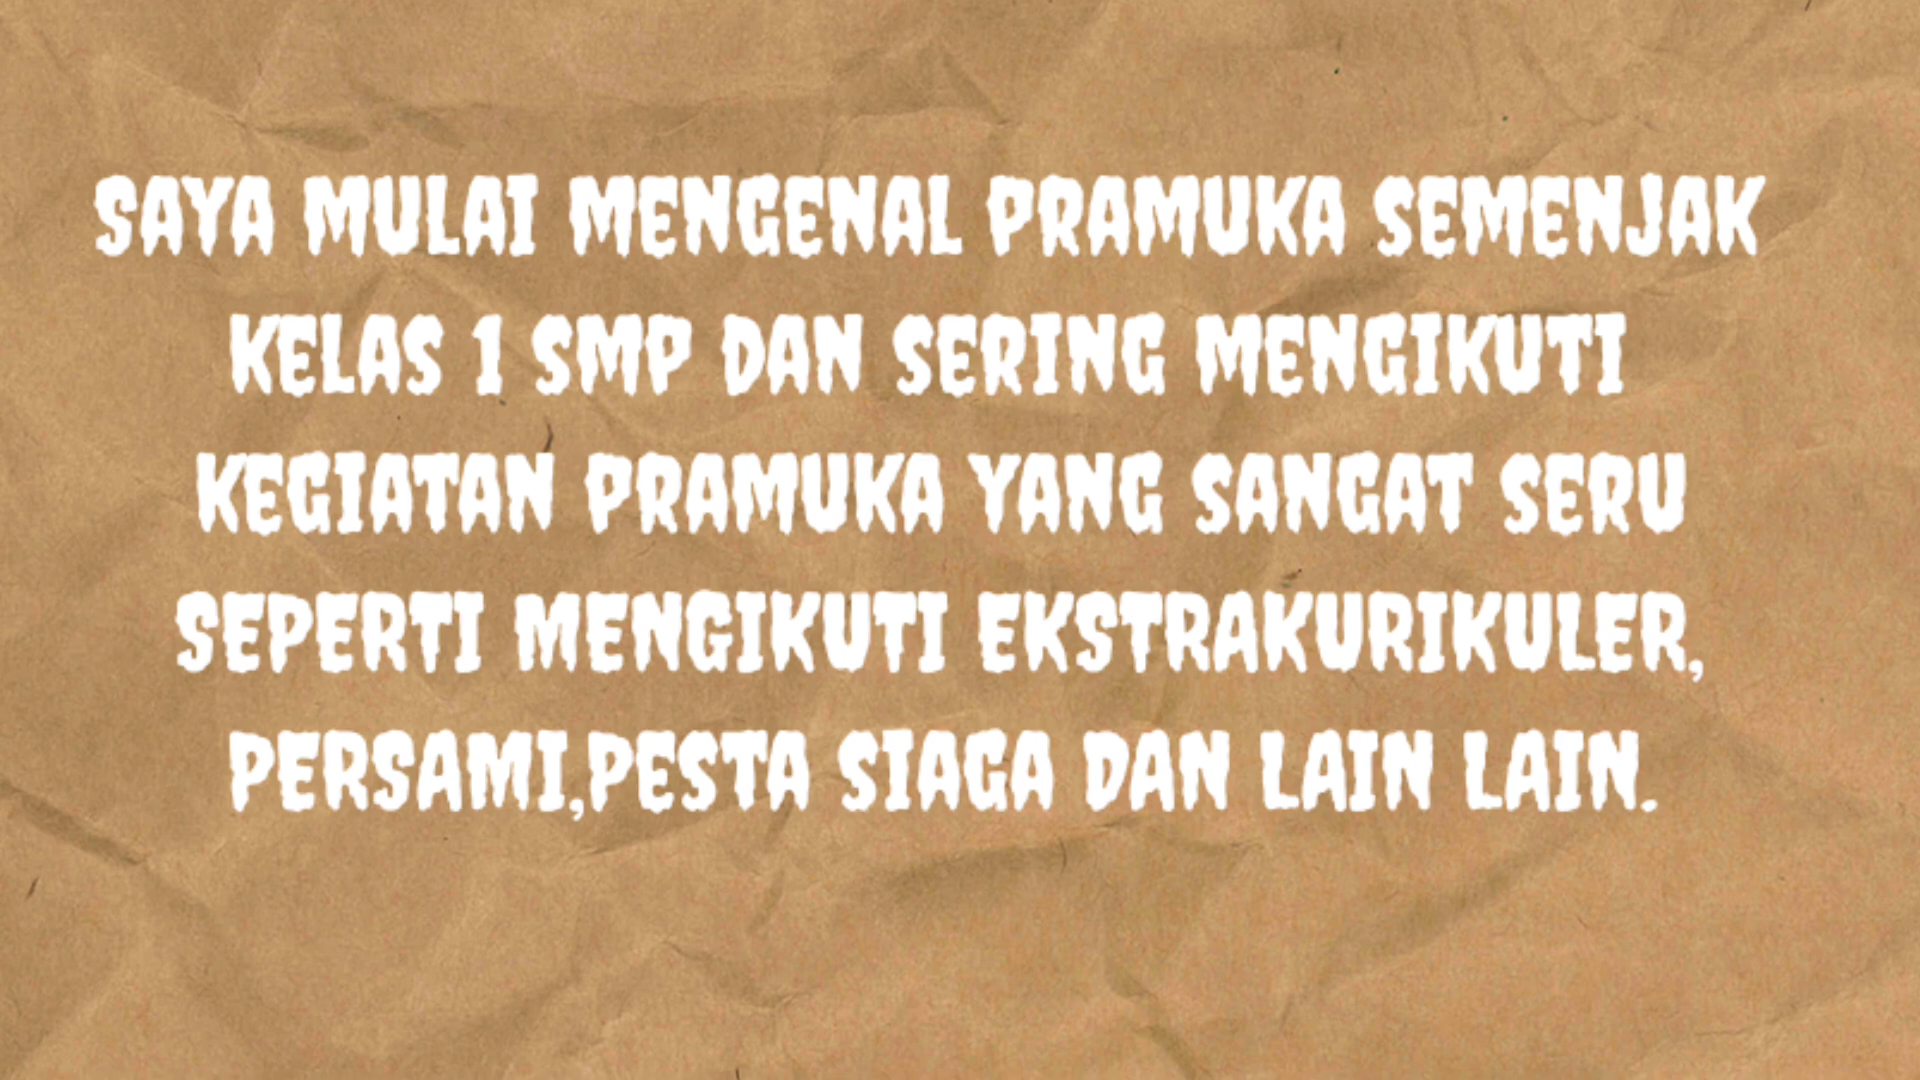 SAYA MULAI MENGENAL PRAMUKA SEMENJAK
KELAS 1 SMP DAN SERING MENGIKUTI
KEGIATAN PRAMUKA YANG SANGAT SERU
SEPERTI MENGIKUTI EKSTRAKURIKULER,
PERSAMI,PESTA SIAGA DAN LAIN LAIN.